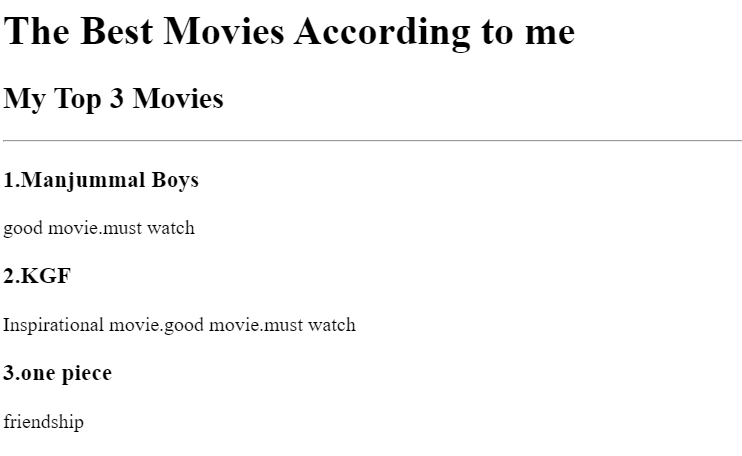 The Best Movies According to me
My Top 3 Movies
1.Manjummal Boys
good movie.must watch
2.KGF
Inspirational movie.good movie.must watch
3.one piece
friendship